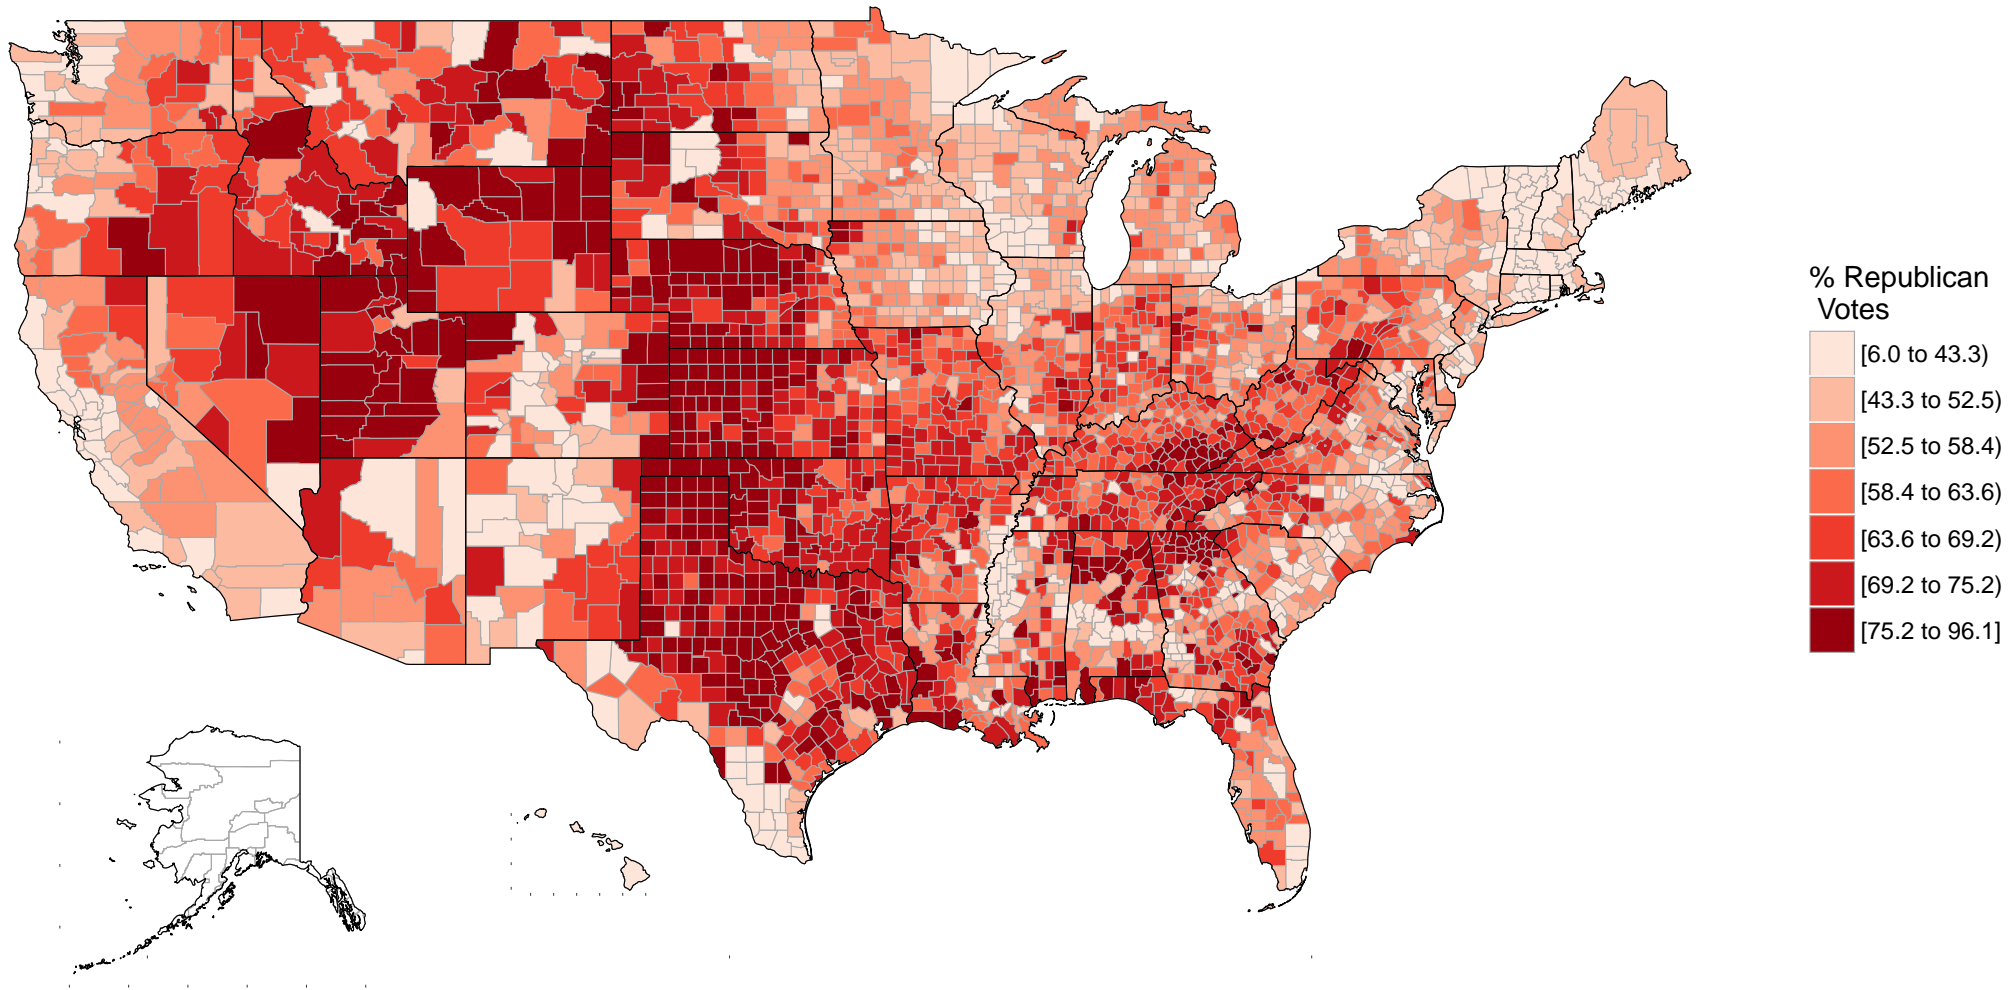 % Republican
Votes
[6.0 to 43.3)
[43.3 to 52.5)
[52.5 to 58.4)
[58.4 to 63.6)
[63.6 to 69.2)
[69.2 to 75.2)
[75.2 to 96.1]